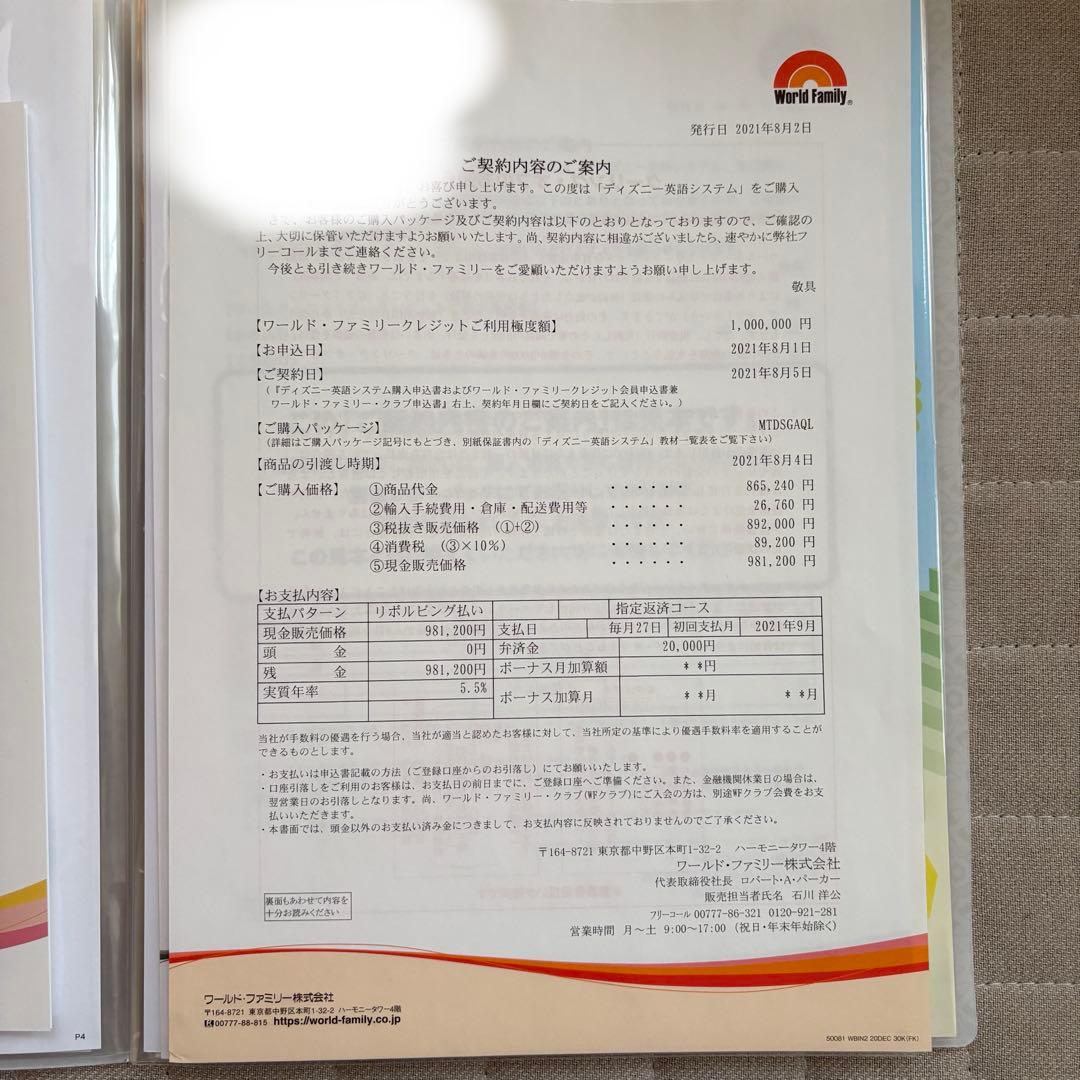 World Family®
発行日 2021年8月2日
ご契約内容のご案内
お喜び申し上げます。この度は「ディズニー英語システム」をご購入
がとうございます。
さて、お客様のご購入パッケージ及びご契約内容は以下のとおりとなっておりますので、ご確認の
上、大切に保管いただけますようお願いいたします。尚、契約内容に相違がございましたら、速やかに弊社フ
リーコールまでご連絡ください。
今後とも引き続きワールド・ファミリーをご愛顧いただけますようお願い申し上げます。
敬具
【ワールド・ファミリークレジットご利用極度額】 1,000,000 円
【お申込日】 2021年8月1日
【ご契約日】 2021年8月5日
(『ディズニー英語システム購入申込書およびワールド・ファミリークレジット会員申込書兼
ワールド・ファミリー・クラブ申込書』右上、契約年月日欄にご契約日をご記入ください。)
【ご購入パッケージ】 MTDSGAQL
(詳細はご購入パッケージ記号にもとづき、別紙保証書内の「ディズニー英語システム」教材一覧表をご覧下さい)
【商品の引渡し時期】 2021年8月4日
【ご購入価格】 ①商品代金 ・・・・・・ 865,240 円
②輸入手続費用・倉庫・配送費用等 ・・・・・・ 26,760 円
③税抜き販売価格 (①+②) ・・・・・・ 892,000 円
④消費税 (③×10%) ・・・・・・ 89,200 円
⑤現金販売価格 ・・・・・・ 981,200 円
【お支払内容】
支払パターン リボルビング払い 指定返済コース
現金販売価格 981,200円 支払日 毎月27日 初回支払月 2021年9月
頭金 0円 弁済金 20,000円
残金 981,200円 ボーナス月加算額 **円
実質年率 5.5% ボーナス加算月 **月 **月
当社が手数料の優遇を行う場合、当社が適当と認めたお客様に対して、当社所定の基準により優遇手数料率を適用することが
できるものとします。
・お支払いは申込書記載の方法(ご登録口座からのお引落し)にてお願いいたします。
・口座引落しをご利用のお客様は、お支払日の前日までに、ご登録口座へご準備ください。また、金融機関休業日の場合は、
翌営業日のお引落しとなります。尚、ワールド・ファミリー・クラブ(WFクラブ)にご入会の方は、別途WFクラブ会費をお支
払いいただきます。
・本書面では、頭金以外のお支払い済み金につきまして、お支払内容に反映されておりませんのでご了承ください。
〒164-8721 東京都中野区本町1-32-2 ハーモニータワー4階
ワールド・ファミリー株式会社
代表取締役社長 ロバート・A・パーカー
販売担当者氏名 石川 洋公
フリーコール 00777-86-321 0120-921-281
営業時間 月～土 9:00～17:00 (祝日・年末年始除く)
裏面もあわせて内容を
十分お読みください
ワールド・ファミリー株式会社
〒164-8721 東京都中野区本町1-32-2 ハーモニータワー4階
00777-88-815 https://world-family.co.jp
P4
50081 WBIN2 20DEC 30K(FK)